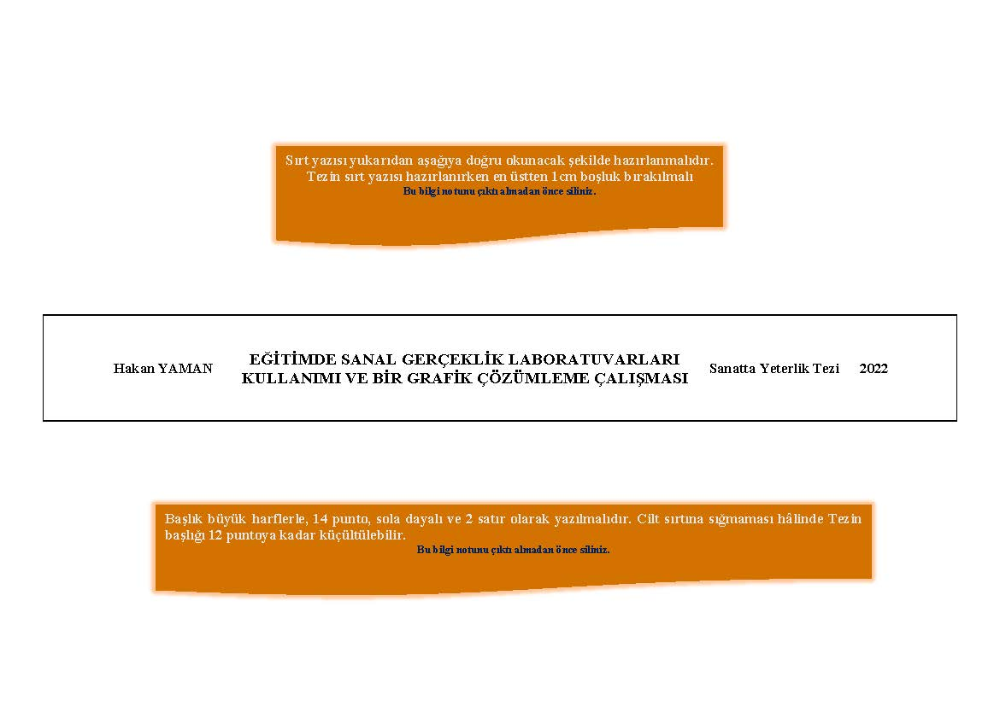 Sırt yazısı yukarıdan aşağıya doğru okunacak şekilde hazırlanmalıdır.
Tezin sırt yazısı hazırlanırken en üstten 1cm boşluk bırakılmalı
Bu bilgi notunu çıktı almadan önce siliniz.
Hakan YAMAN
EĞİTİMDE SANAL GERÇEKLİK LABORATUVARLARI
KULLANIMI VE BİR GRAFİK ÇÖZÜMLEME ÇALIŞMASI
Sanatta Yeterlik Tezi 2022
Başlık büyük harflerle, 14 punto, sola dayalı ve 2 satır olarak yazılmalıdır. Cilt sırtına sığmaması hâlinde Tezin
başlığı 12 puntoya kadar küçültülebilir.
Bu bilgi notunu çıktı almadan önce siliniz.